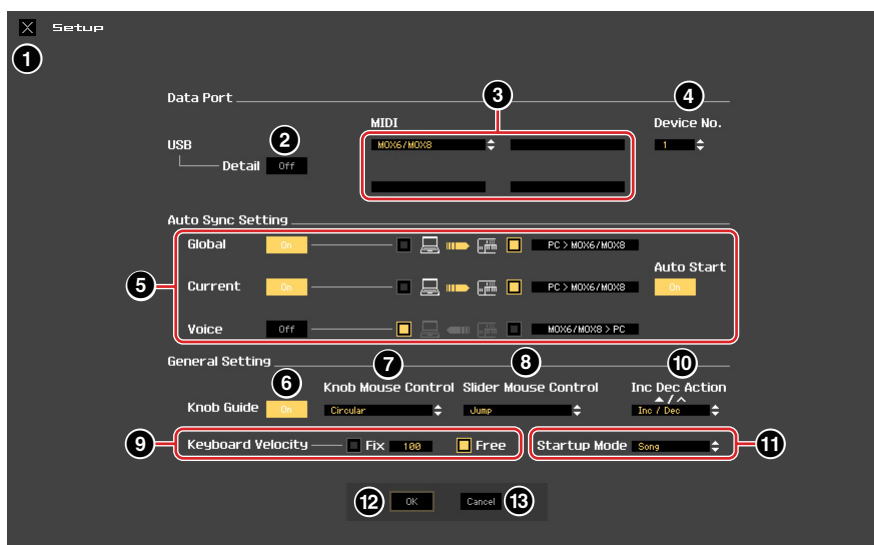 Setup
1
Data Port
3
4
MIDI
Device No.
USB
2
MOX6/MOX8
1
Detail
Off
Auto Sync Setting
Global
On
PC > MOX6/MOX8
Auto Start
5
Current
On
PC > MOX6/MOX8
On
Voice
Off
MOX6/MOX8 > PC
General Setting
6
7
8
10
Knob Mouse Control
Slider Mouse Control
Inc Dec Action
Knob Guide
On
Circular
Jump
Inc / Dec
9
Keyboard Velocity
Fix
100
Free
Startup Mode
Song
11
12
OK
Cancel
13